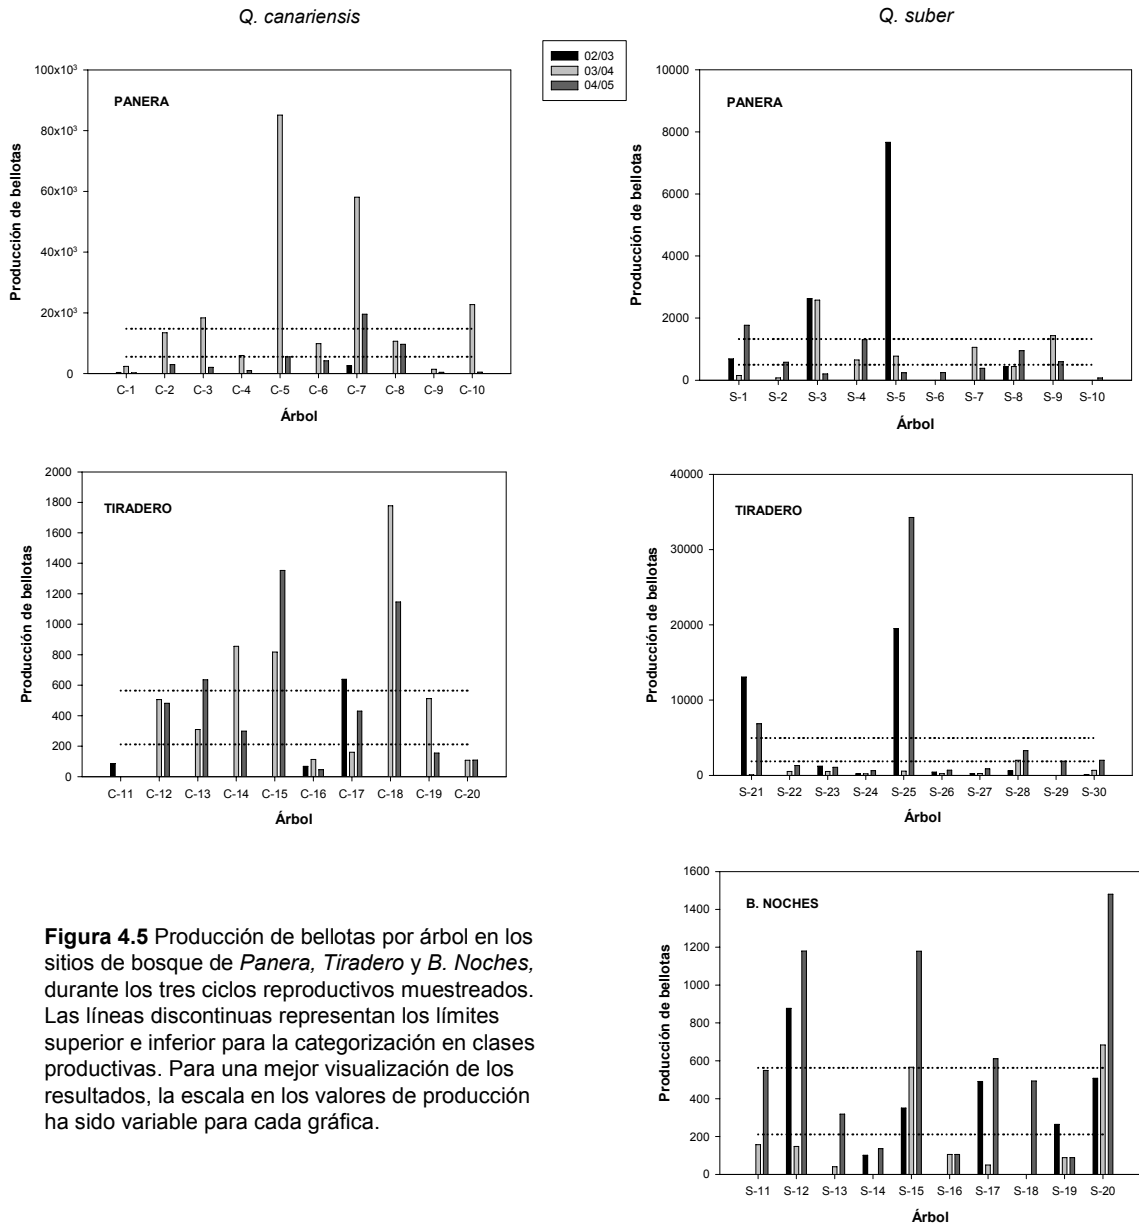 Q. canariensis
Q. suber
02/03
03/04
04/05
100x10³
80x10³
60x10³
40x10³
20x10³
0
Producción de bellotas
PANERA
C-1 C-2 C-3 C-4 C-5 C-6 C-7 C-8 C-9 C-10
Árbol
10000
8000
6000
4000
2000
0
Producción de bellotas
PANERA
S-1 S-2 S-3 S-4 S-5 S-6 S-7 S-8 S-9 S-10
Árbol
2000
1800
1600
1400
1200
1000
800
600
400
200
0
Producción de bellotas
TIRADERO
C-11 C-12 C-13 C-14 C-15 C-16 C-17 C-18 C-19 C-20
Árbol
40000
30000
20000
10000
0
Producción de bellotas
TIRADERO
S-21 S-22 S-23 S-24 S-25 S-26 S-27 S-28 S-29 S-30
Árbol
1600
1400
1200
1000
800
600
400
200
0
Producción de bellotas
B. NOCHES
S-11 S-12 S-13 S-14 S-15 S-16 S-17 S-18 S-19 S-20
Árbol
Figura 4.5 Producción de bellotas por árbol en los
sitios de bosque de Panera, Tiradero y B. Noches,
durante los tres ciclos reproductivos muestreados.
Las líneas discontinuas representan los límites
superior e inferior para la categorización en clases
productivas. Para una mejor visualización de los
resultados, la escala en los valores de producción
ha sido variable para cada gráfica.